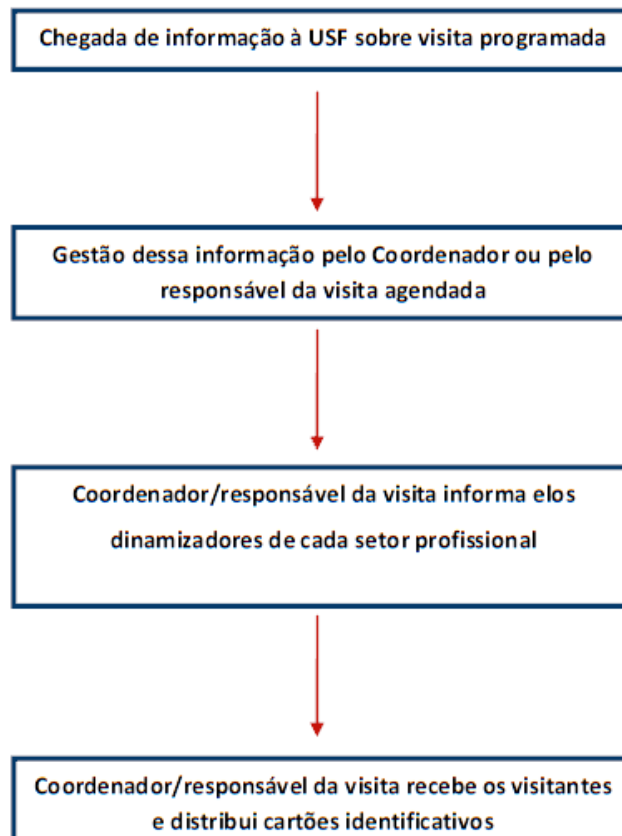 Chegada de informação à USF sobre visita programada
Gestão dessa informação pelo Coordenador ou pelo
responsável da visita agendada
Coordenador/responsável da visita informa elos
dinamizadores de cada setor profissional
Coordenador/responsável da visita recebe os visitantes
e distribui cartões identificativos